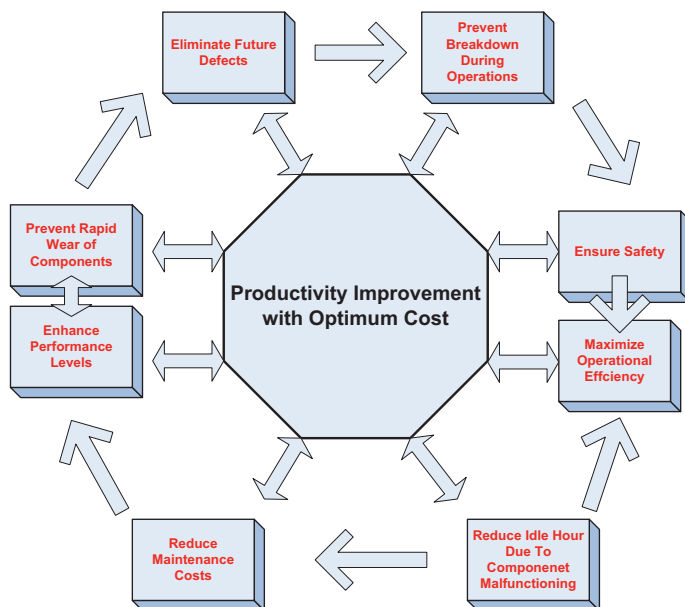 Eliminate Future
Defects
Prevent
Breakdown
During
Operations
Prevent Rapid
Wear of
Components
Ensure Safety
Productivity Improvement
with Optimum Cost
Enhance
Performance
Levels
Maximize
Operational
Effciency
Reduce
Maintenance
Costs
Reduce Idle Hour
Due To
Componenet
Malfunctioning